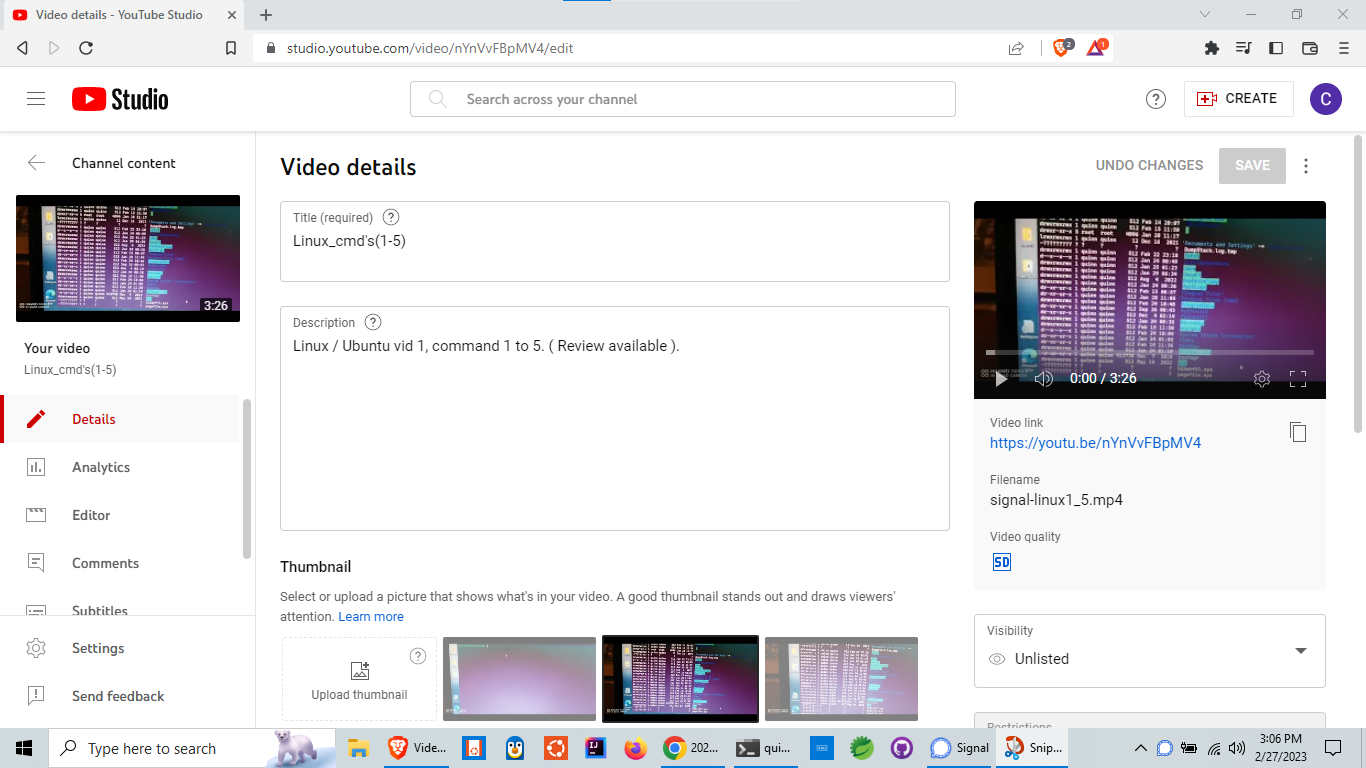 Video details - YouTube Studio
studio.youtube.com/video/nYnVvFBpMV4/edit
2
1
Studio
Search across your channel
CREATE
C
Channel content
3:26
Your video
Linux_cmd's(1-5)
Details
Analytics
Editor
Comments
Subtitles
Settings
Send feedback
Video details
UNDO CHANGES
SAVE
Title (required)
Linux_cmd's(1-5)
Description
Linux / Ubuntu vid 1, command 1 to 5. ( Review available ).
Thumbnail
Select or upload a picture that shows what's in your video. A good thumbnail stands out and draws viewers'
attention. Learn more
Upload thumbnail
0:00 / 3:26
Video link
https://youtu.be/nYnVvFBpMV4
Filename
signal-linux1_5.mp4
Video quality
SD
Visibility
Unlisted
Restrictions
Type here to search
Vide...
202...
qui...
Signal
Snip...
3:06 PM
2/27/2023